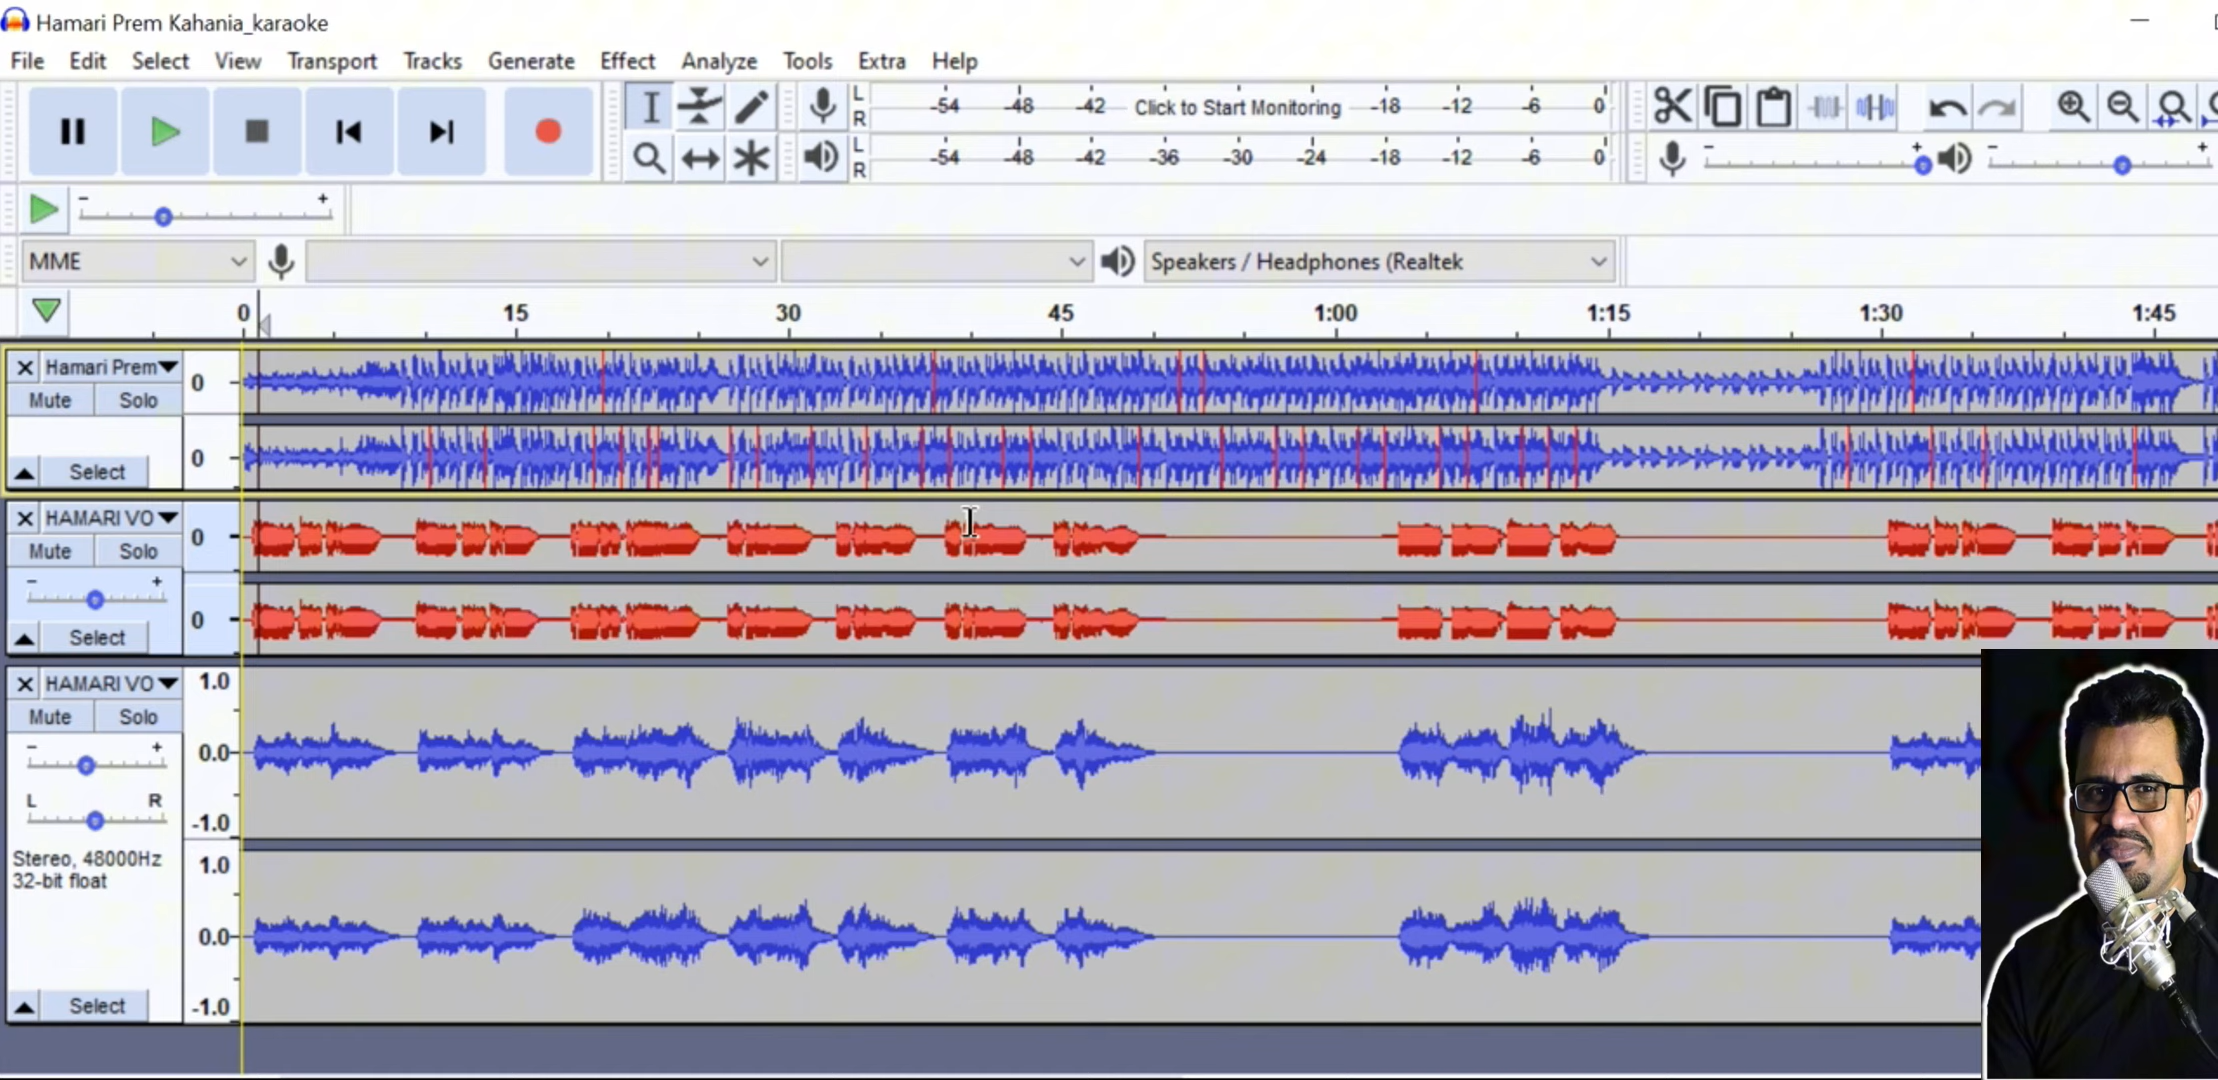 Hamari Prem Kahania_karaoke
File Edit Select View Transport Tracks Generate Effect Analyze Tools Extra Help
L R -54 -48 -42 Click to Start Monitoring -18 -12 -6 0
L R -54 -48 -42 -36 -30 -24 -18 -12 -6 0
- + - +
- +
MME Speakers / Headphones (Realtek
0 15 30 45 1:00 1:15 1:30 1:45
Hamari Prem 0
Mute Solo
0
Select
HAMARI VO 0
Mute Solo
- +
0
Select
HAMARI VO 1.0
Mute Solo
- + 0.0
L R
-1.0
Stereo, 48000Hz 1.0
32-bit float
0.0
Select -1.0